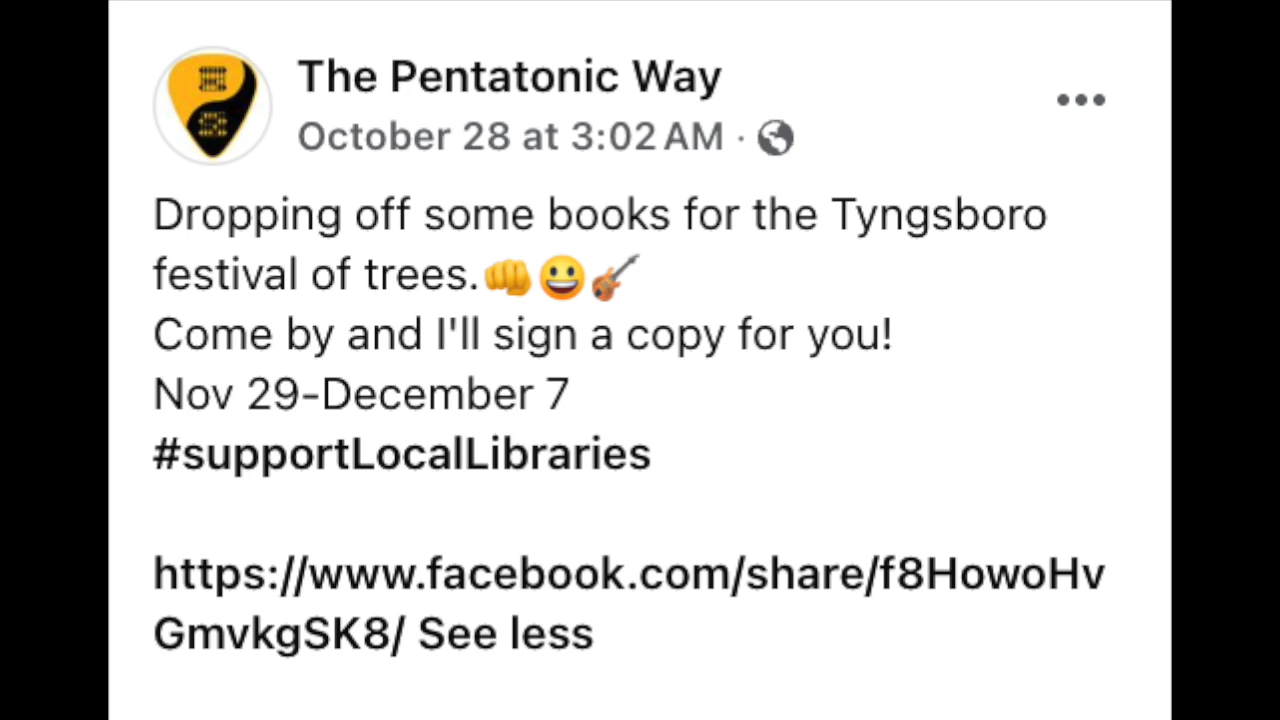 The Pentatonic Way
October 28 at 3:02 AM ·
Dropping off some books for the Tyngsboro
festival of trees.👊😀🎸
Come by and I'll sign a copy for you!
Nov 29-December 7
#supportLocalLibraries
https://www.facebook.com/share/f8HowoHv
GmvkgSK8/ See less